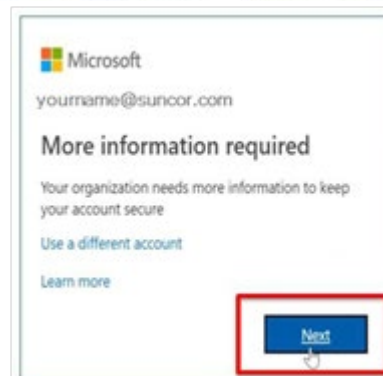 Microsoft
yourname@suncor.com
More information required
Your organization needs more information to keep
your account secure
Use a different account
Learn more
Next